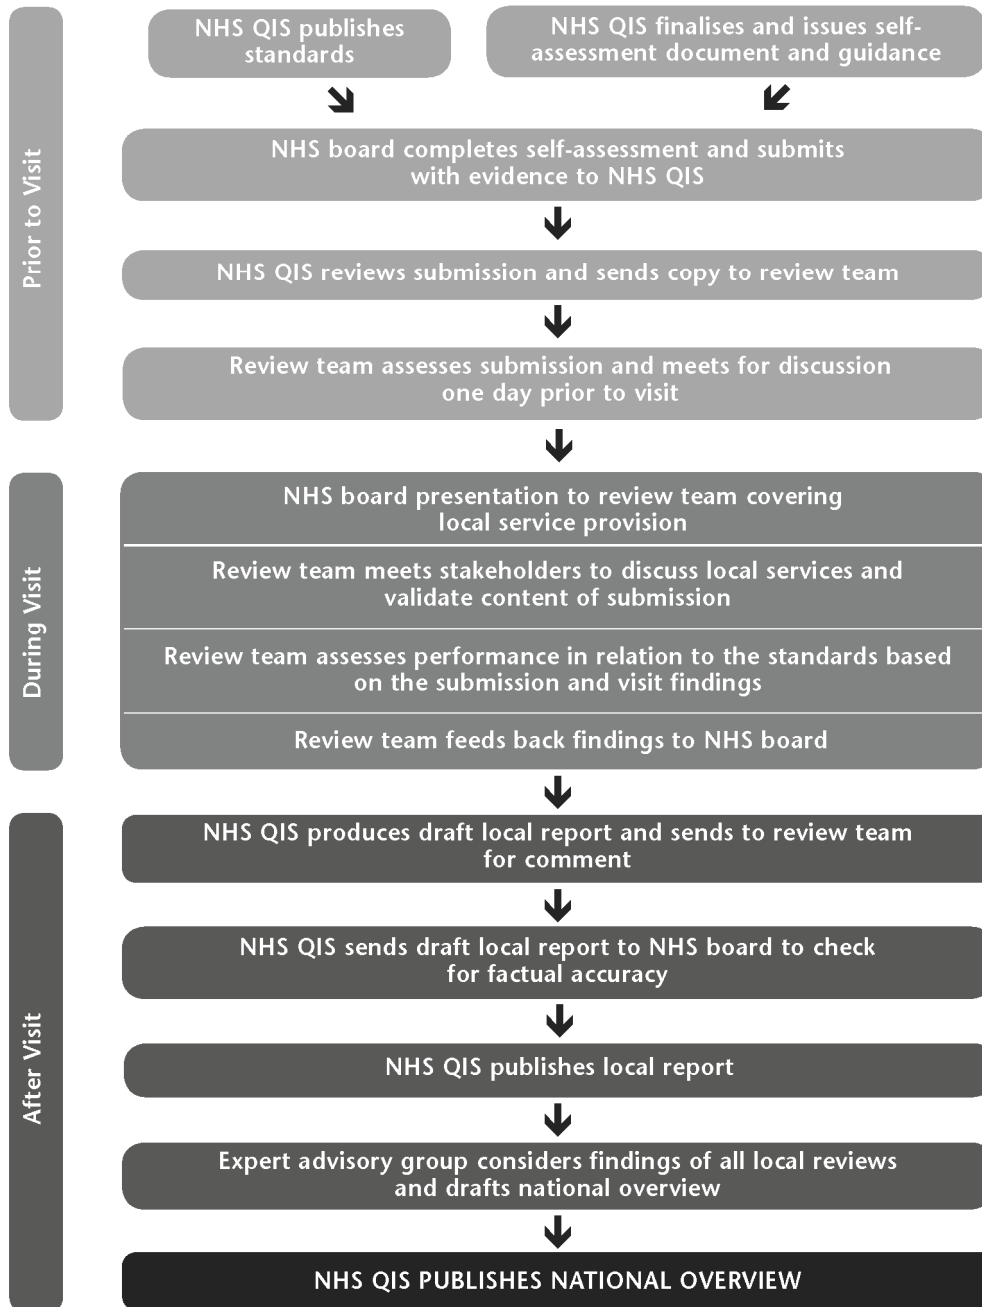 NHS QIS publishes
standards
NHS QIS finalises and issues self-
assessment document and guidance
Prior to Visit
NHS board completes self-assessment and submits
with evidence to NHS QIS
NHS QIS reviews submission and sends copy to review team
Review team assesses submission and meets for discussion
one day prior to visit
During Visit
NHS board presentation to review team covering
local service provision
Review team meets stakeholders to discuss local services and
validate content of submission
Review team assesses performance in relation to the standards based
on the submission and visit findings
Review team feeds back findings to NHS board
After Visit
NHS QIS produces draft local report and sends to review team
for comment
NHS QIS sends draft local report to NHS board to check
for factual accuracy
NHS QIS publishes local report
Expert advisory group considers findings of all local reviews
and drafts national overview
NHS QIS PUBLISHES NATIONAL OVERVIEW